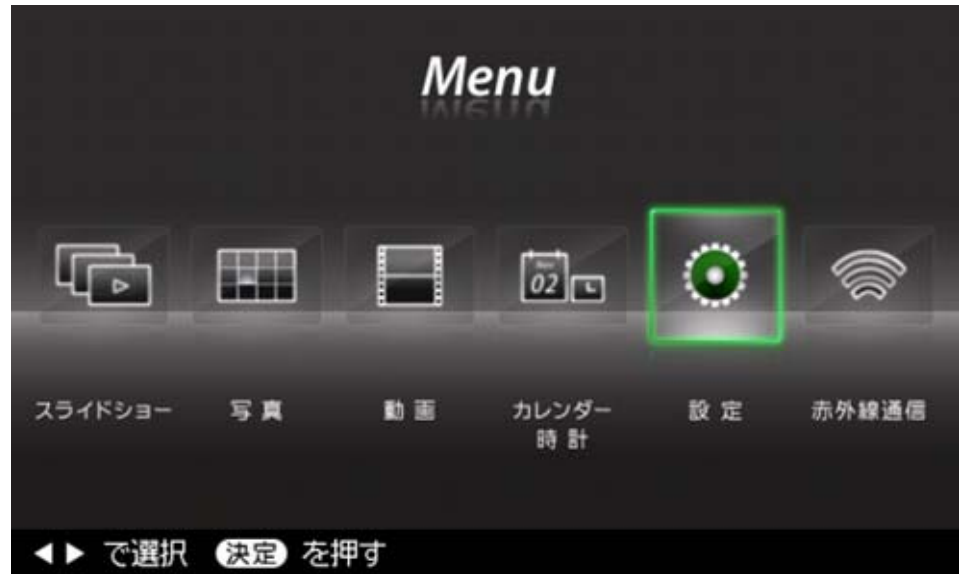 Menu
Nov
02
スライドショー
写真
動画
カレンダー
時計
設定
赤外線通信
◀▶ で選択 決定 を押す